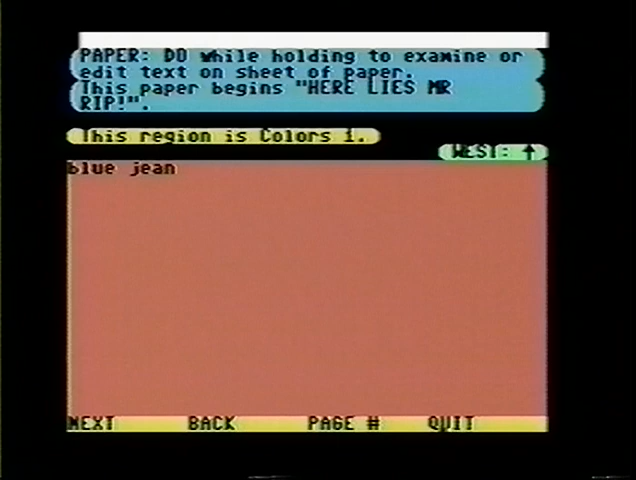 PAPER: DO while holding to examine or
edit text on sheet of paper.
This paper begins "HERE LIES MR
RIP!".
This region is Colors 1.
WEST: ↑
blue jean
NEXT BACK PAGE # QUIT